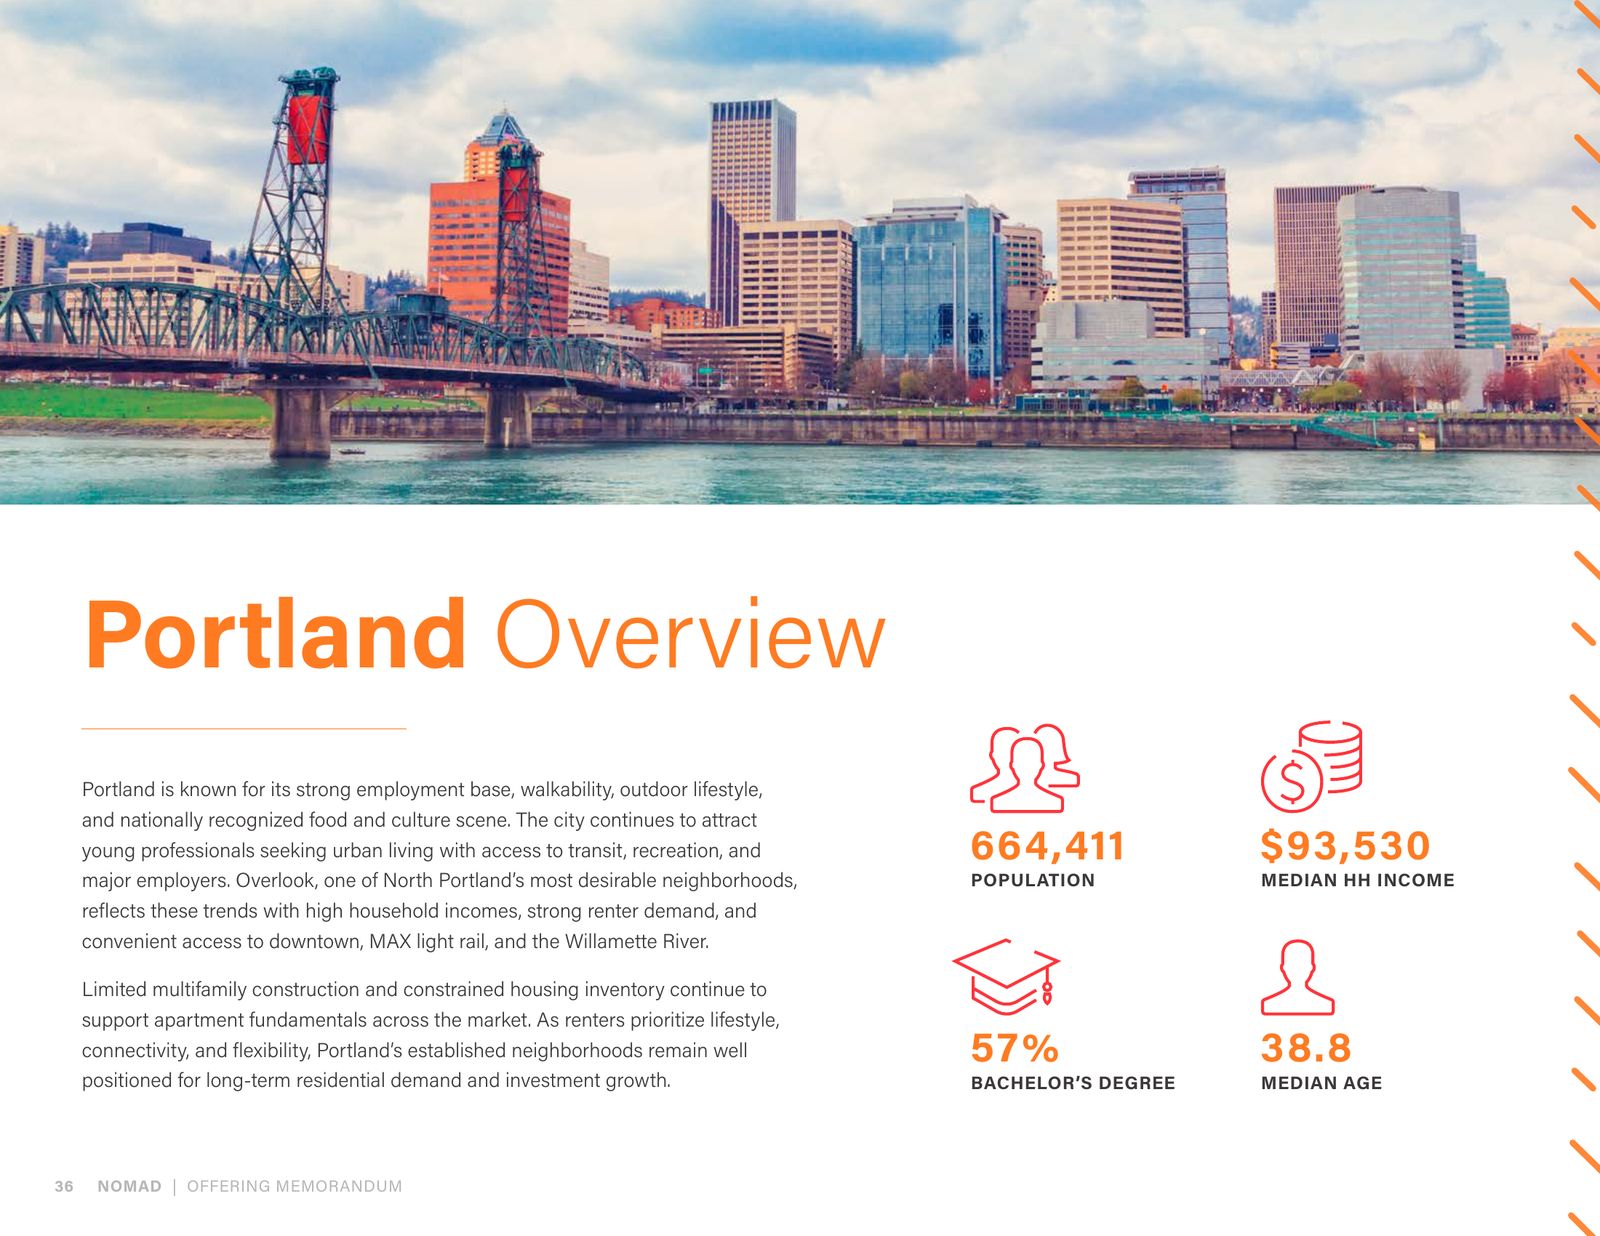 Portland Overview
Portland is known for its strong employment base, walkability, outdoor lifestyle,
and nationally recognized food and culture scene. The city continues to attract
young professionals seeking urban living with access to transit, recreation, and
major employers. Overlook, one of North Portland’s most desirable neighborhoods,
reflects these trends with high household incomes, strong renter demand, and
convenient access to downtown, MAX light rail, and the Willamette River.
Limited multifamily construction and constrained housing inventory continue to
support apartment fundamentals across the market. As renters prioritize lifestyle,
connectivity, and flexibility, Portland’s established neighborhoods remain well
positioned for long-term residential demand and investment growth.
664,411
POPULATION
$93,530
MEDIAN HH INCOME
57%
BACHELOR’S DEGREE
38.8
MEDIAN AGE
36 NOMAD | OFFERING MEMORANDUM